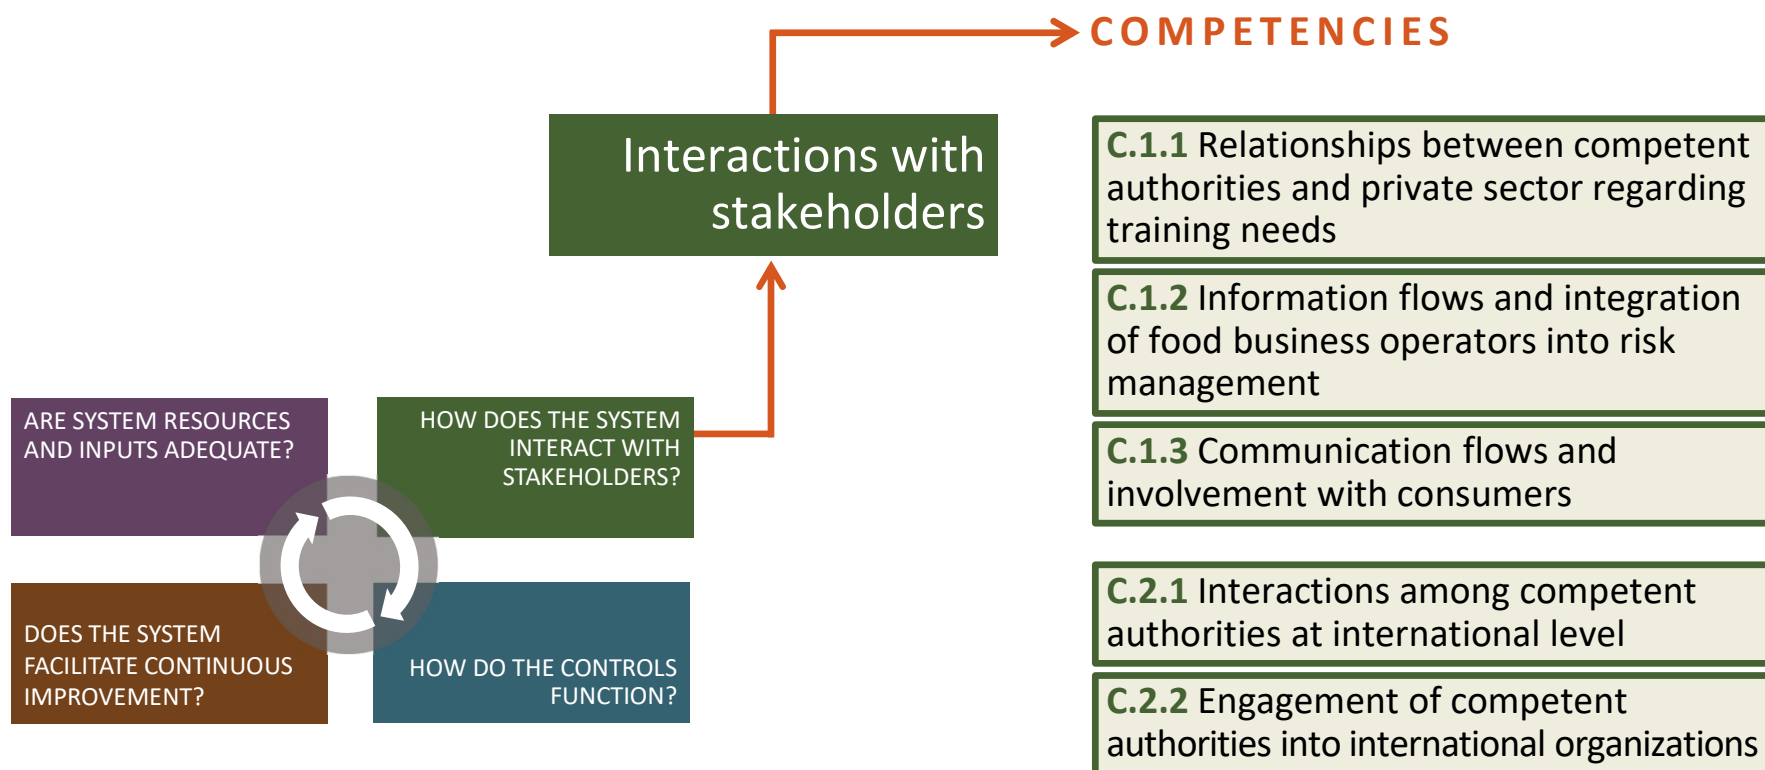 COMPETENCIES
Interactions with
stakeholders
C.1.1 Relationships between competent
authorities and private sector regarding
training needs
C.1.2 Information flows and integration
of food business operators into risk
management
C.1.3 Communication flows and
involvement with consumers
C.2.1 Interactions among competent
authorities at international level
C.2.2 Engagement of competent
authorities into international organizations
ARE SYSTEM RESOURCES
AND INPUTS ADEQUATE?
HOW DOES THE SYSTEM
INTERACT WITH
STAKEHOLDERS?
DOES THE SYSTEM
FACILITATE CONTINUOUS
IMPROVEMENT?
HOW DO THE CONTROLS
FUNCTION?